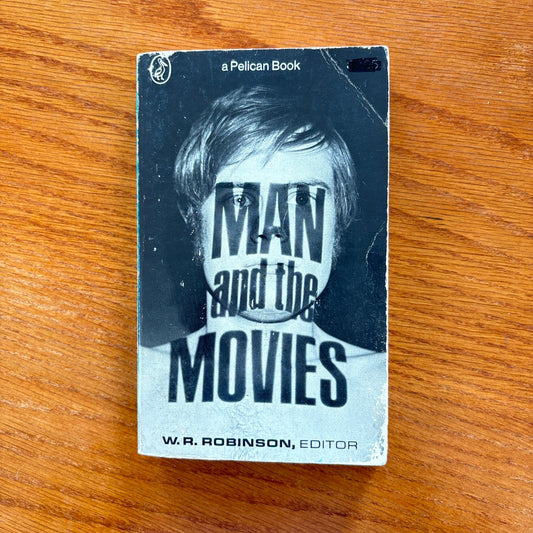 a Pelican Book
MAN
and the
MOVIES
W. R. ROBINSON, EDITOR